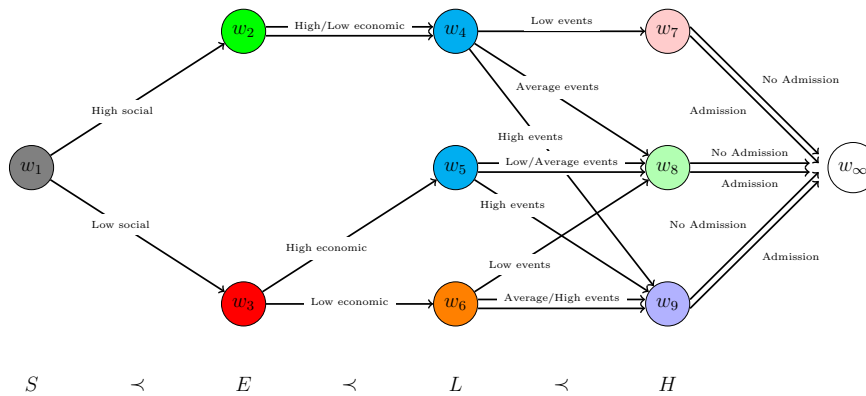 w₂ High/Low economic w₄ Low events w₇
No Admission
Average events
High social Admission
High events
w₁ w₅ Low/Average events w₈ No Admission w∞
Admission
High events
Low social No Admission
High economic Admission
Low events
w₃ Low economic w₆ Average/High events w₉
S ≺ E ≺ L ≺ H